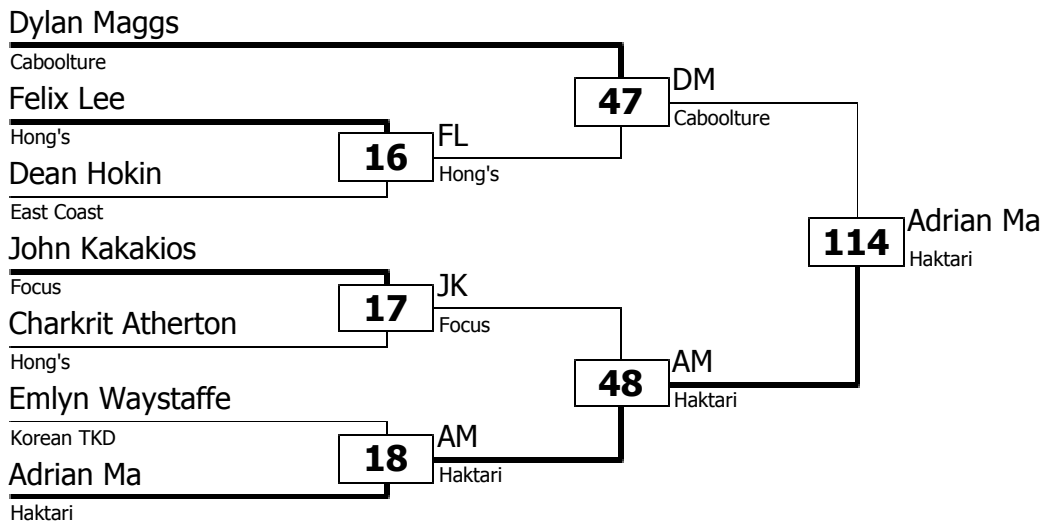 Dylan Maggs
Caboolture
Felix Lee
Hong's
Dean Hokin
East Coast
John Kakakios
Focus
Charkrit Atherton
Hong's
Emlyn Waystaffe
Korean TKD
Adrian Ma
Haktari
16
FL
Hong's
17
JK
Focus
18
AM
Haktari
47
DM
Caboolture
48
AM
Haktari
114
Adrian Ma
Haktari